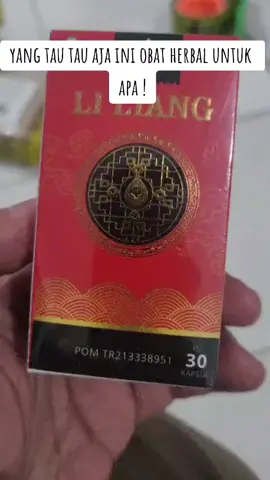 YANG TAU TAU AJA INI OBAT HERBAL UNTUK
APA !
LI LIANG
POM TR213338951
30
KAPSUL